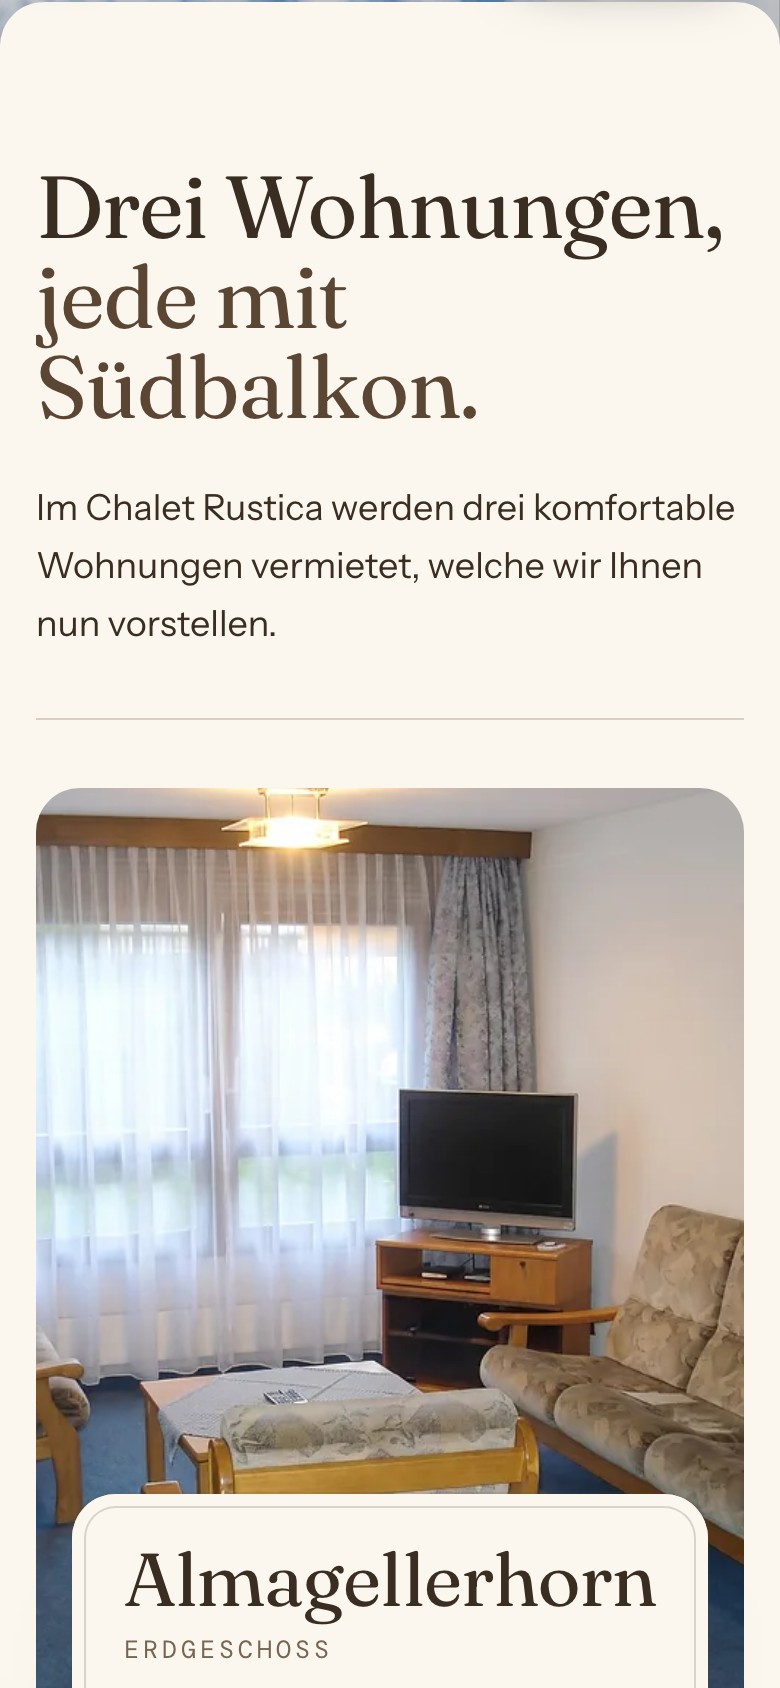 Drei Wohnungen,
jede mit
Südbalkon.
Im Chalet Rustica werden drei komfortable
Wohnungen vermietet, welche wir Ihnen
nun vorstellen.
Almagellerhorn
ERDGESCHOSS